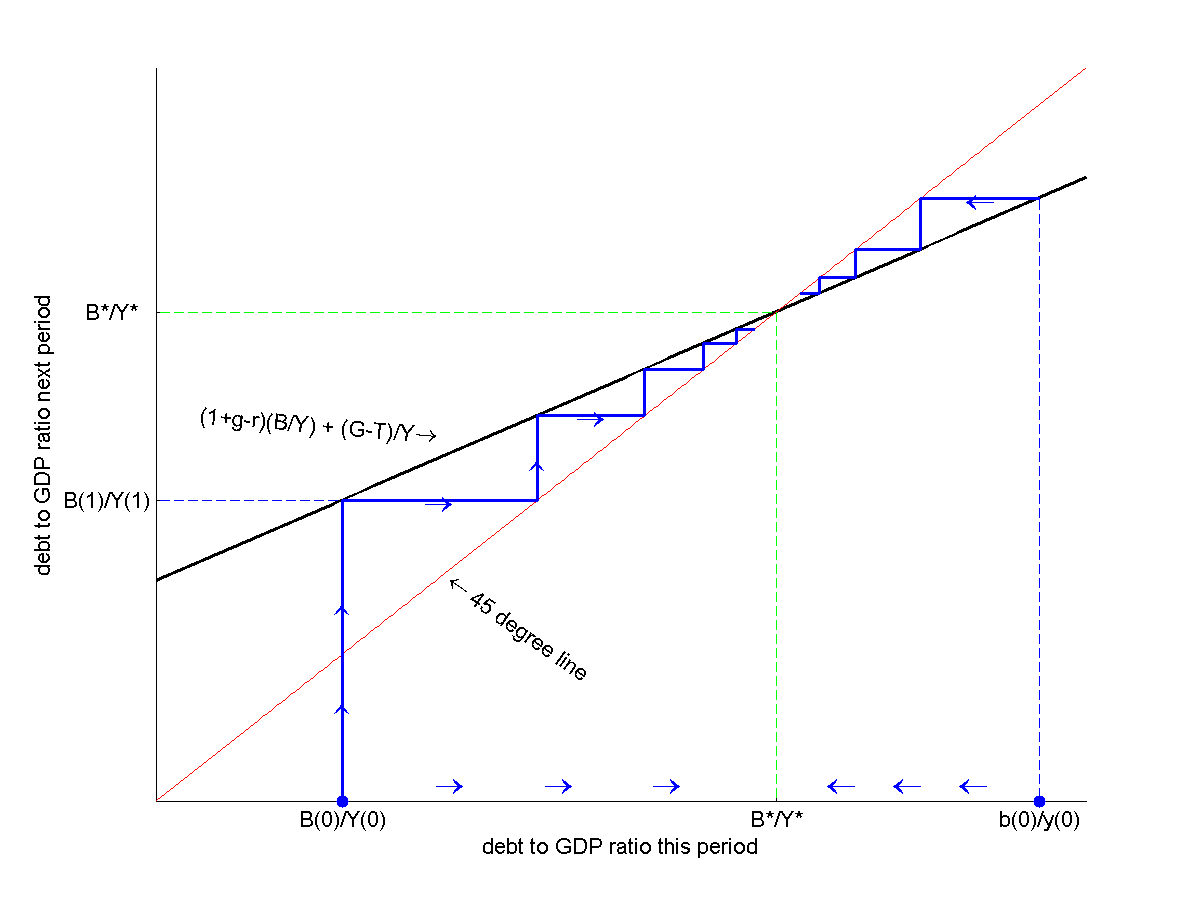 B*/Y*
debt to GDP ratio next period
(1+g-r)(B/Y) + (G-T)/Y→
B(1)/Y(1)
← 45 degree line
B(0)/Y(0)
B*/Y*
b(0)/y(0)
debt to GDP ratio this period